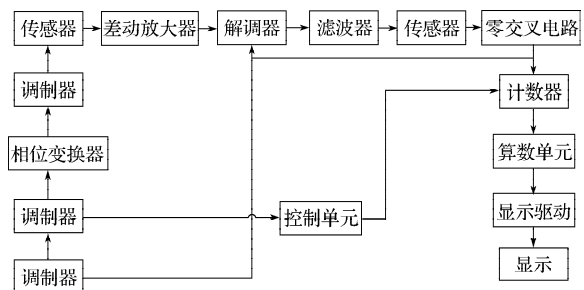 传感器
差动放大器
解调器
滤波器
传感器
零交叉电路
调制器
计数器
相位变换器
算数单元
调制器
控制单元
显示驱动
调制器
显示